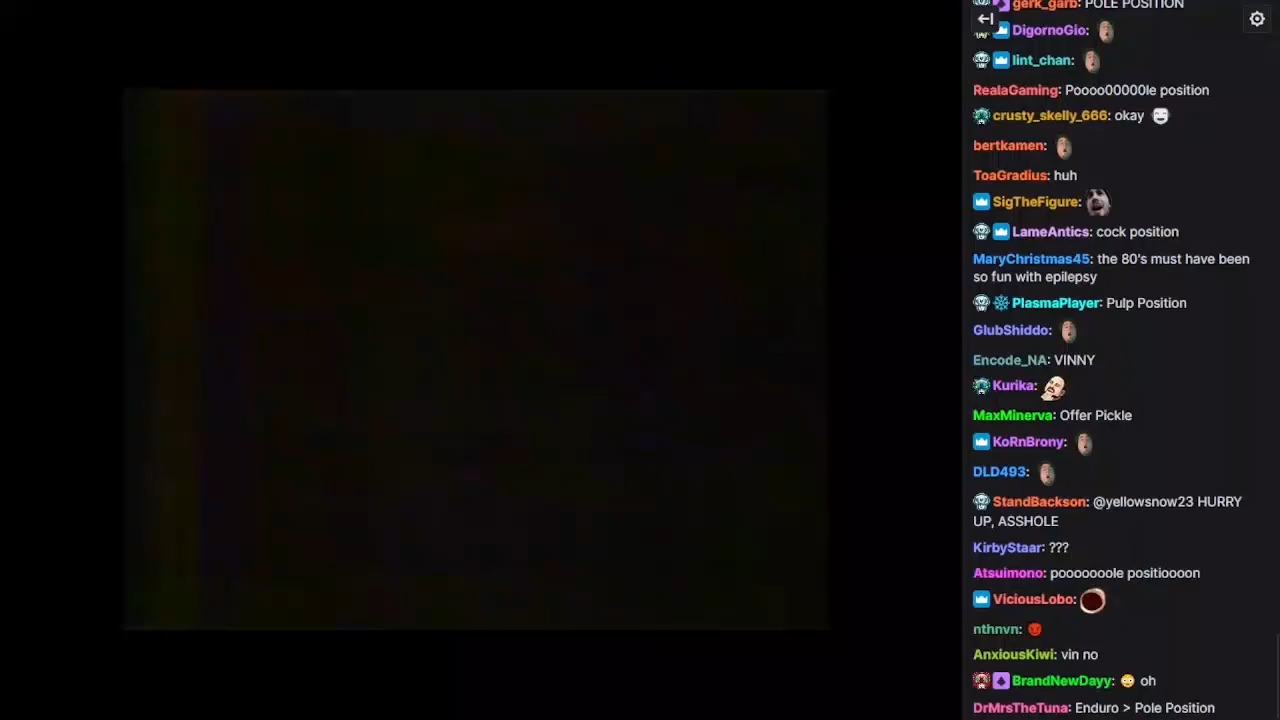 gerk_garb: POLE POSITION
DigornoGio:
lint_chan:
RealaGaming: Poooo00000le position
crusty_skelly_666: okay
bertkamen:
ToaGradius: huh
SigTheFigure:
LameAntics: cock position
MaryChristmas45: the 80's must have been
so fun with epilepsy
PlasmaPlayer: Pulp Position
GlubShiddo:
Encode_NA: VINNY
Kurika:
MaxMinerva: Offer Pickle
KoRnBrony:
DLD493:
StandBackson: @yellowsnow23 HURRY
UP, ASSHOLE
KirbyStaar: ???
Atsuimono: pooooooole positioooon
ViciousLobo:
nthnvn:
AnxiousKiwi: vin no
BrandNewDayy: oh
DrMrsTheTuna: Enduro > Pole Position